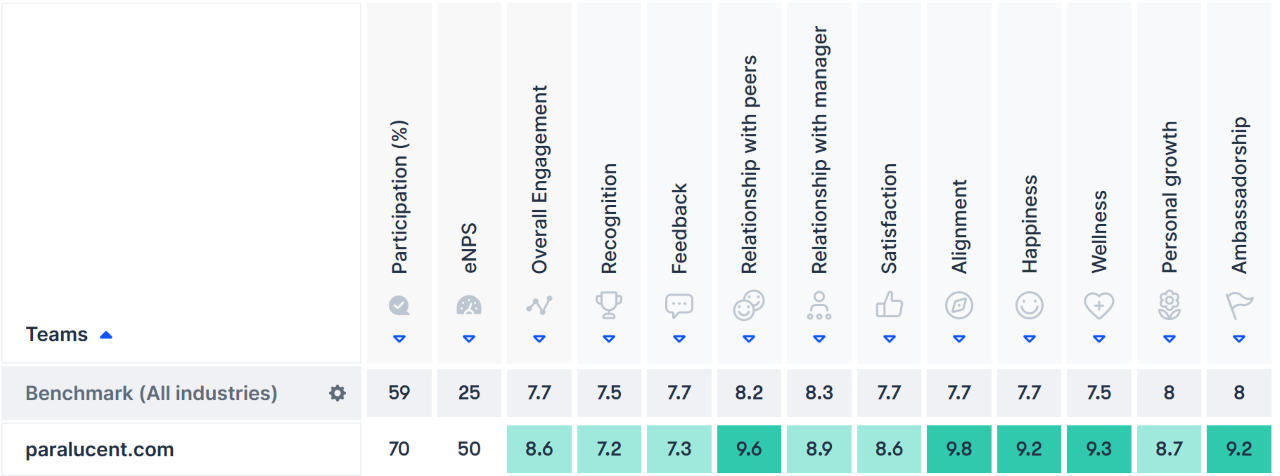 Teams
Participation (%)
eNPS
Overall Engagement
Recognition
Feedback
Relationship with peers
Relationship with manager
Satisfaction
Alignment
Happiness
Wellness
Personal growth
Ambassadorship
Benchmark (All industries) 59 25 7.7 7.5 7.7 8.2 8.3 7.7 7.7 7.7 7.5 8 8
paralucent.com 70 50 8.6 7.2 7.3 9.6 8.9 8.6 9.8 9.2 9.3 8.7 9.2